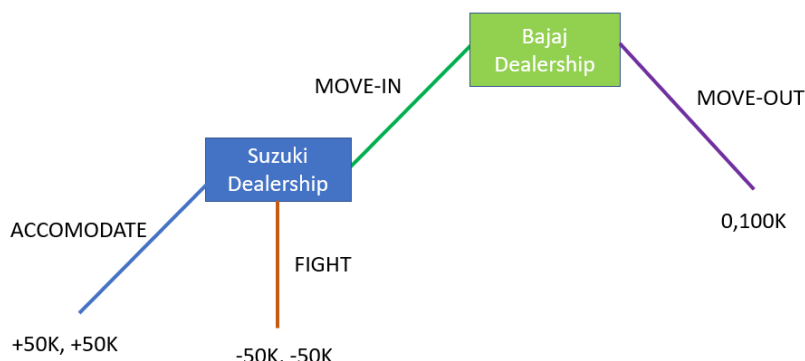 Bajaj
Dealership
MOVE-IN
MOVE-OUT
Suzuki
Dealership
0,100K
ACCOMODATE
FIGHT
+50K, +50K
-50K, -50K